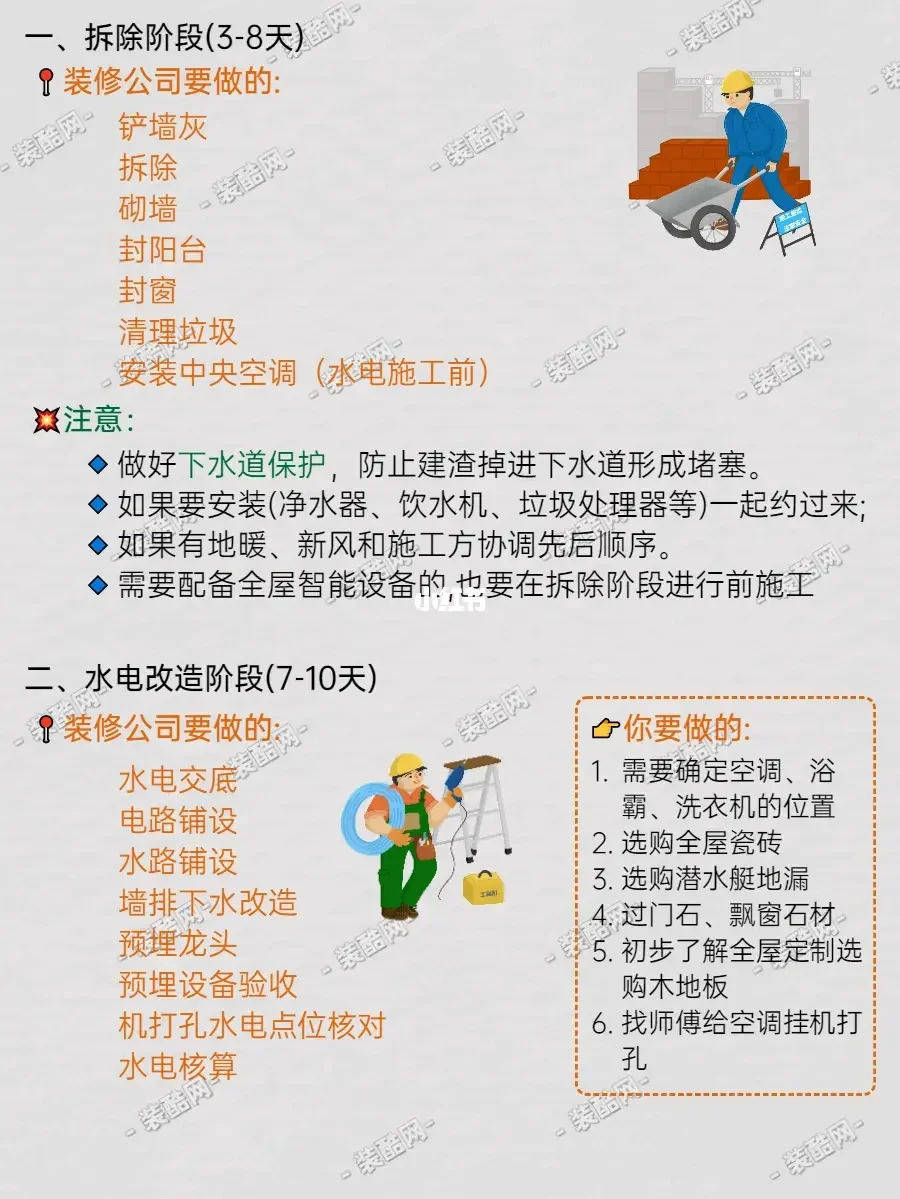 一、拆除阶段(3-8天)
装修公司要做的:
铲墙灰
拆除
砌墙
封阳台
封窗
清理垃圾
安装中央空调（水电施工前）
注意:
做好下水道保护，防止建渣掉进下水道形成堵塞。
如果要安装(净水器、饮水机、垃圾处理器等)一起约过来;
如果有地暖、新风和施工方协调先后顺序。
需要配备全屋智能设备的,也要在拆除阶段进行前施工
小红书
二、水电改造阶段(7-10天)
装修公司要做的:
水电交底
电路铺设
水路铺设
墙排下水改造
预埋龙头
预埋设备验收
机打孔水电点位核对
水电核算
你要做的:
1. 需要确定空调、浴
霸、洗衣机的位置
2. 选购全屋瓷砖
3. 选购潜水艇地漏
4. 过门石、飘窗石材
5. 初步了解全屋定制选
购木地板
6. 找师傅给空调挂机打
孔
-装酷网-